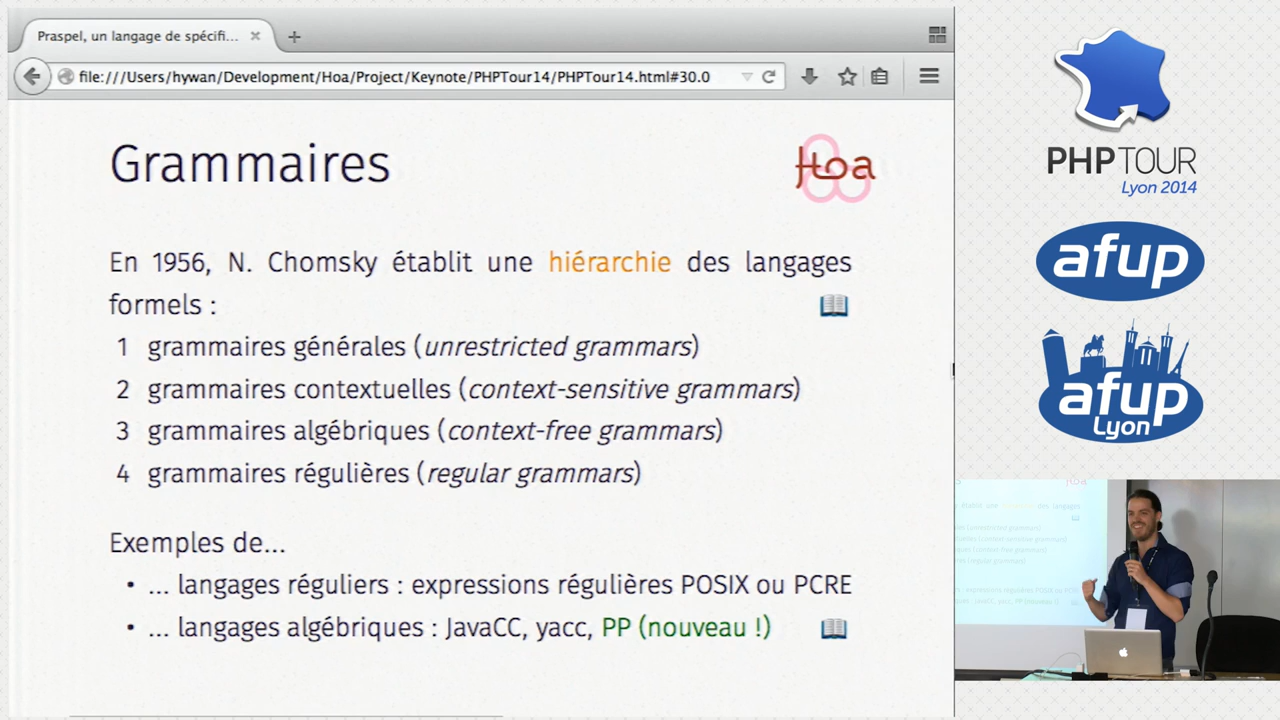 Praspel, un langage de spécifi...
file:///Users/hywan/Development/Hoa/Project/Keynote/PHPTour14/PHPTour14.html#30.0
Grammaires
Hoa
En 1956, N. Chomsky établit une hiérarchie des langages
formels :
1 grammaires générales (unrestricted grammars)
2 grammaires contextuelles (context-sensitive grammars)
3 grammaires algébriques (context-free grammars)
4 grammaires régulières (regular grammars)
Exemples de...
• ... langages réguliers : expressions régulières POSIX ou PCRE
• ... langages algébriques : JavaCC, yacc, PP (nouveau !)
PHPTOUR
Lyon 2014
afup
afup
Lyon